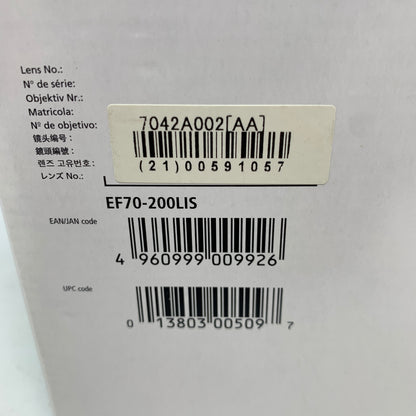 Lens No.:
Nº de série:
Objektiv Nr.:
Matricola:
Nº de objetivo:
镜头编号：
鏡頭編號：
렌즈 고유번호 :
レンズ No.:
7042A002[AA]
(21)00591057
EF70-200LIS
EAN/JAN code
4 960999 009926
UPC code
0 13803 00509 7